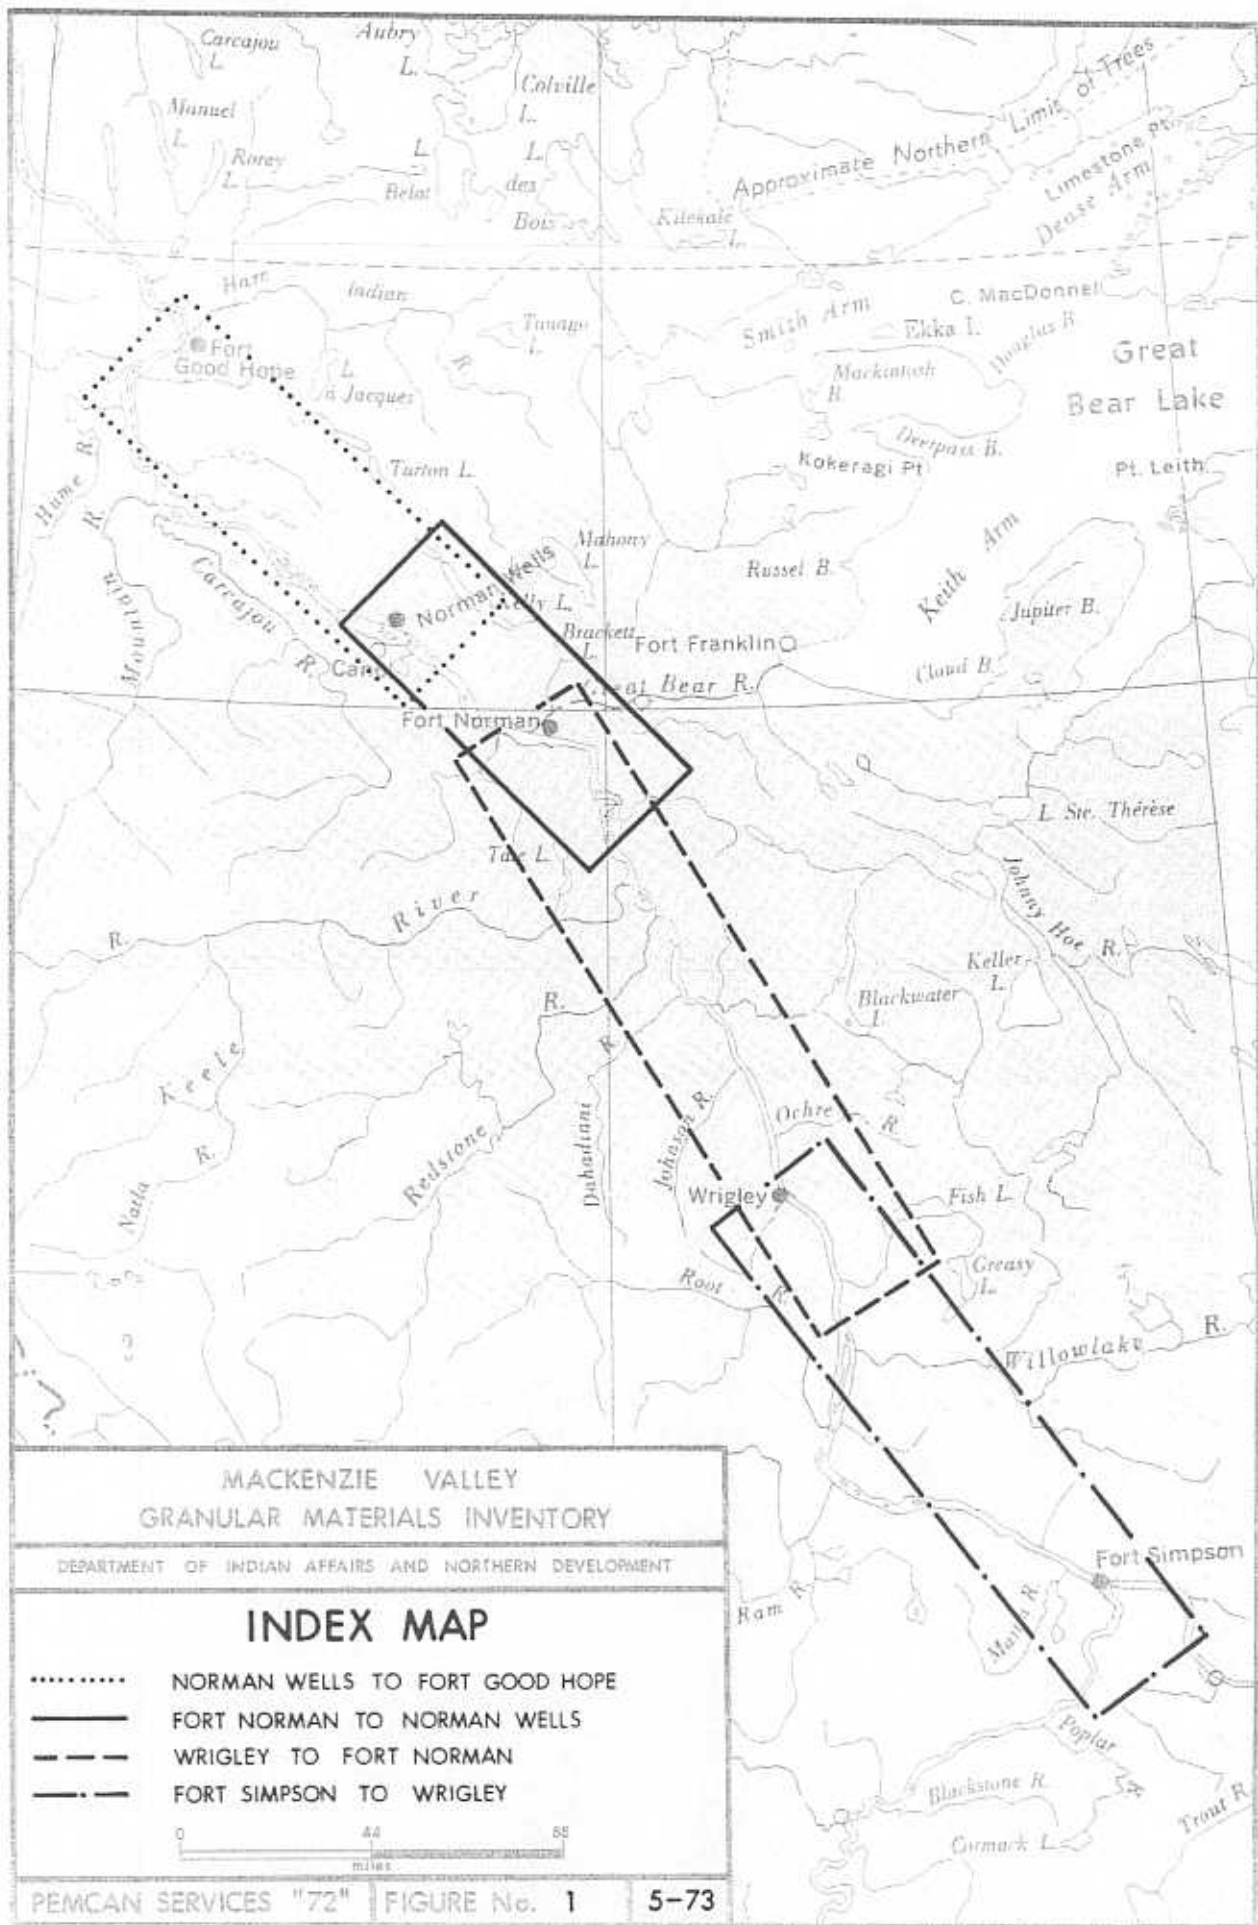 Carcajou
L.
Aubry
L.
Colville
L.
Manuel
L.
Rorey
L.
L.
Belot
L.
des
Bois
Approximate Northern Limit of Trees
Limestone Pt.
Dense Arm
Kilekale
L.
Hare Indian
R.
Tunago
L.
Smith Arm
C. MacDonnel
Ekka I.
Douglas B.
Great
Bear Lake
Fort
Good Hope
L.
à Jacques
Mackintosh
B.
Deerpass B.
Kokeragi Pt
Pt. Leith
Turton L.
Hume R.
Mountain R.
Carcajou
R.
Mahony
L.
Norman Wells
Kelly L.
Brackett
L.
Russel B.
Keith Arm
Jupiter B.
Fort Franklin
Cloud B.
Bear R.
Fort Norman
L. Ste. Thérèse
Johnny Hoe R.
Tate L.
River
R.
Keller
L.
Blackwater
L.
R.
R.
Keele
R.
Natla
Redstone
Dahadinni
Johnson R.
Ochre
R.
Wrigley
Fish L.
Root
R.
Greasy
L.
Willowlake
R.
Fort Simpson
Ram R.
R.
Poplar
R.
Blackstone R.
Trout R.
Cormack L.
MACKENZIE VALLEY
GRANULAR MATERIALS INVENTORY
DEPARTMENT OF INDIAN AFFAIRS AND NORTHERN DEVELOPMENT
INDEX MAP
NORMAN WELLS TO FORT GOOD HOPE
FORT NORMAN TO NORMAN WELLS
WRIGLEY TO FORT NORMAN
FORT SIMPSON TO WRIGLEY
0 44 88
miles
PEMCAN SERVICES "72" FIGURE No. 1 5-73